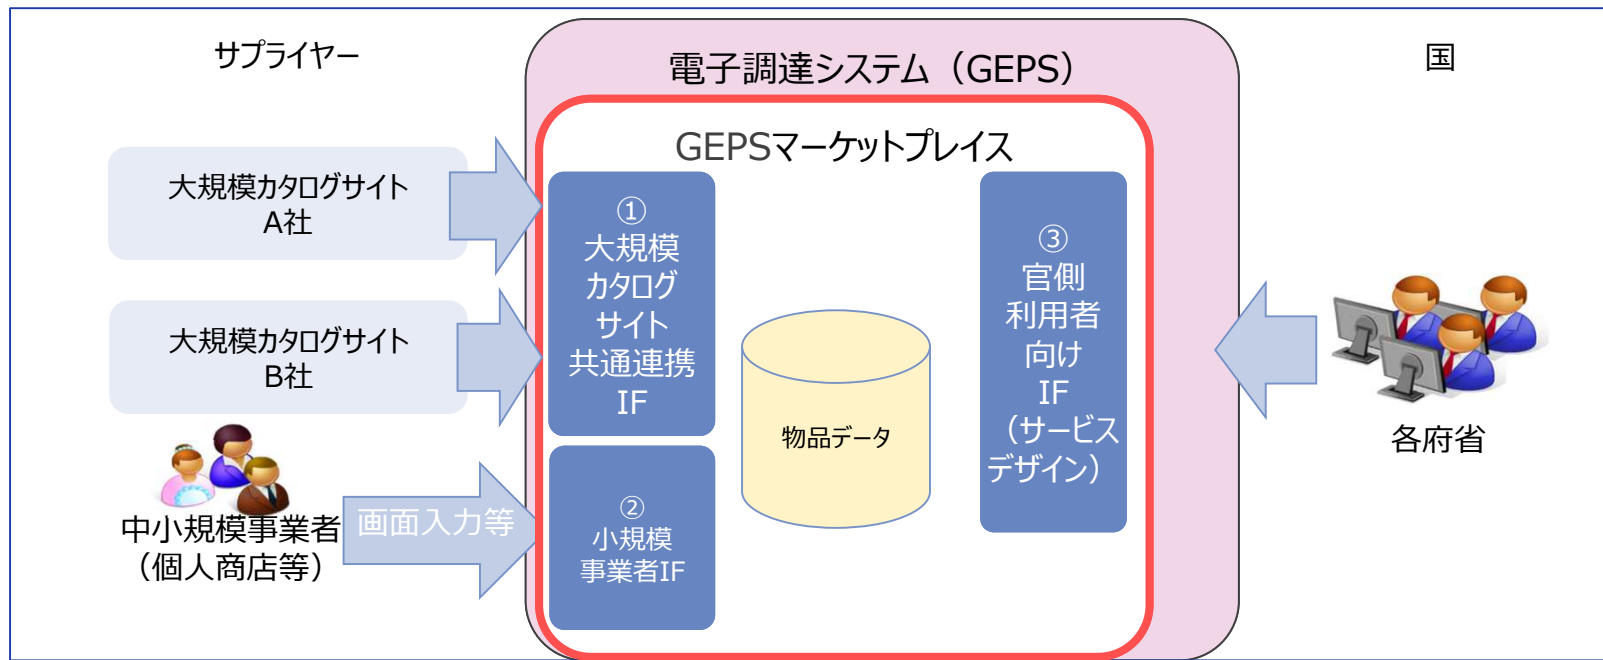 サプライヤー
電子調達システム（GEPS）
国
GEPSマーケットプレイス
大規模カタログサイト
A社
大規模カタログサイト
B社
中小規模事業者
（個人商店等）
画面入力等
①
大規模
カタログ
サイト
共通連携
IF
②
小規模
事業者IF
物品データ
③
官側
利用者
向け
IF
（サービス
デザイン）
各府省